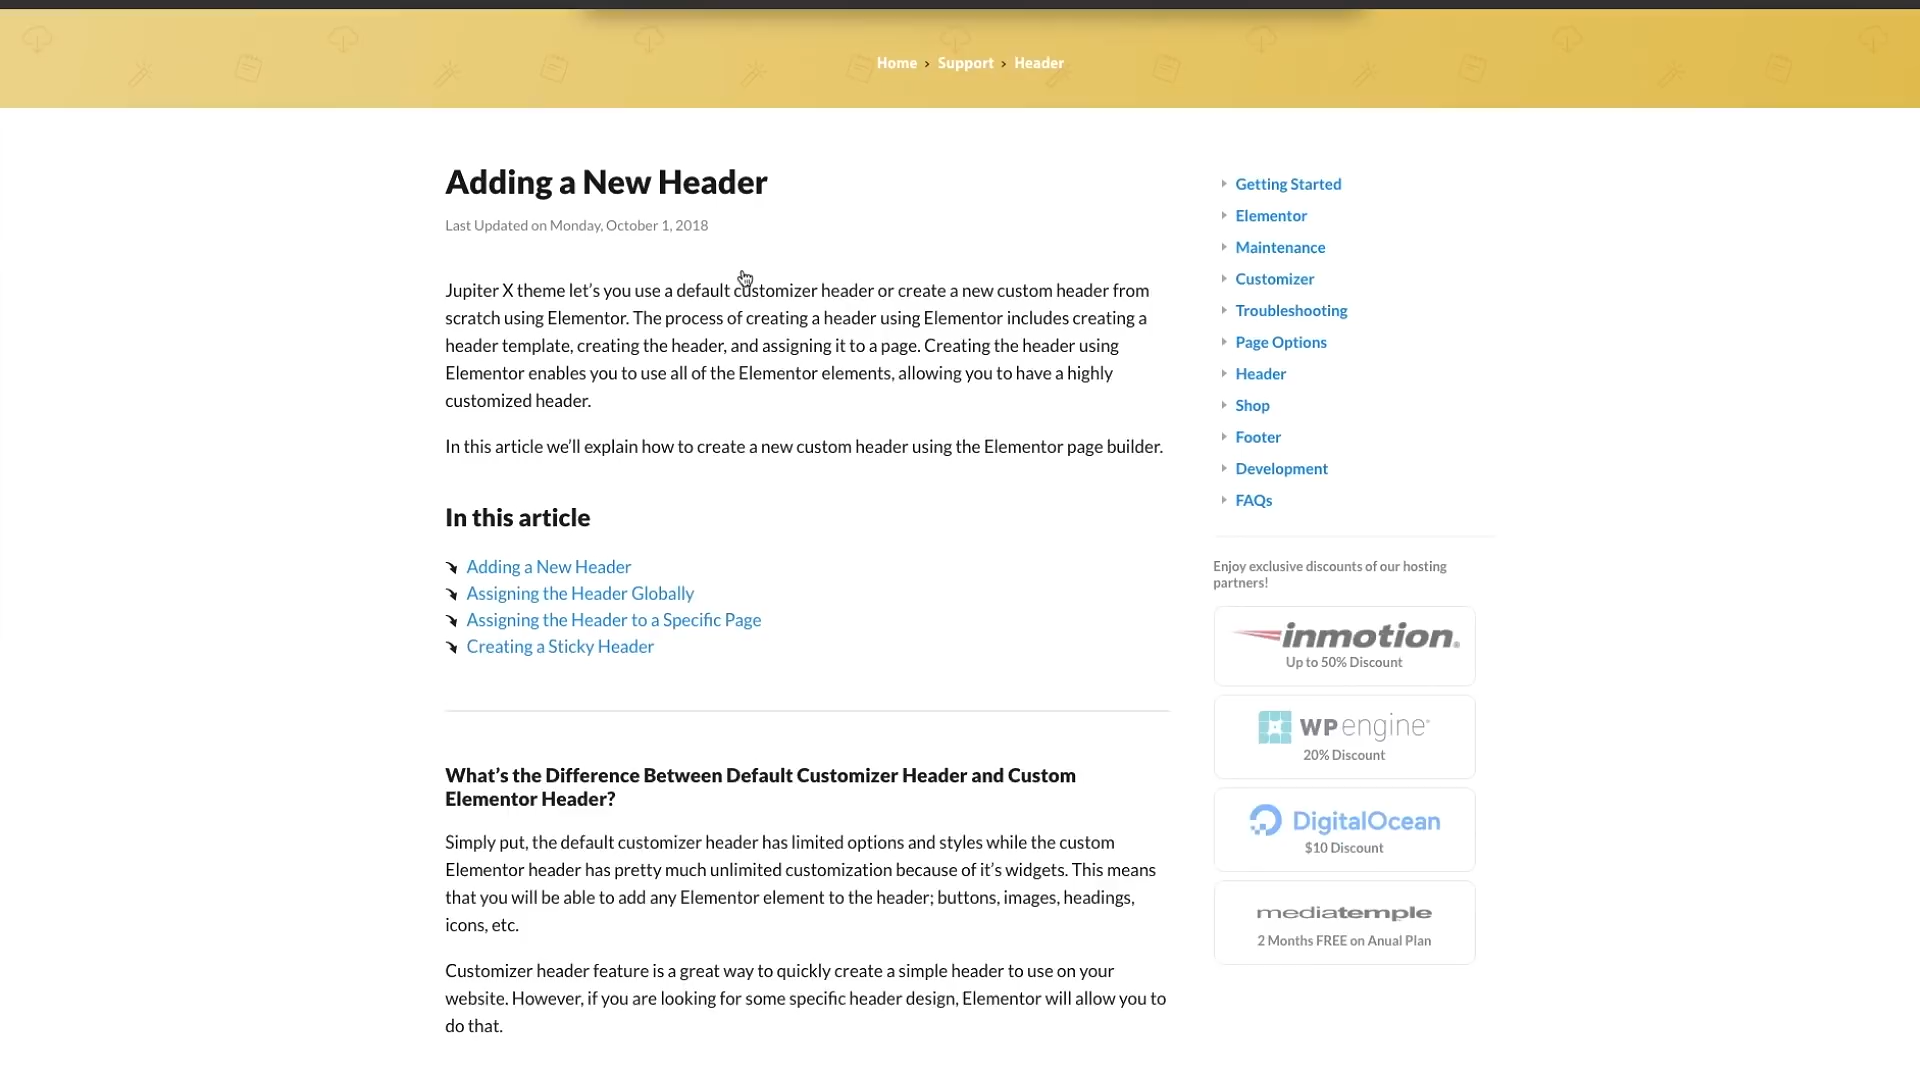 Home › Support › Header
Adding a New Header
Last Updated on Monday, October 1, 2018
Jupiter X theme let’s you use a default customizer header or create a new custom header from
scratch using Elementor. The process of creating a header using Elementor includes creating a
header template, creating the header, and assigning it to a page. Creating the header using
Elementor enables you to use all of the Elementor elements, allowing you to have a highly
customized header.
In this article we’ll explain how to create a new custom header using the Elementor page builder.
In this article
Adding a New Header
Assigning the Header Globally
Assigning the Header to a Specific Page
Creating a Sticky Header
What’s the Difference Between Default Customizer Header and Custom
Elementor Header?
Simply put, the default customizer header has limited options and styles while the custom
Elementor header has pretty much unlimited customization because of it’s widgets. This means
that you will be able to add any Elementor element to the header; buttons, images, headings,
icons, etc.
Customizer header feature is a great way to quickly create a simple header to use on your
website. However, if you are looking for some specific header design, Elementor will allow you to
do that.
Getting Started
Elementor
Maintenance
Customizer
Troubleshooting
Page Options
Header
Shop
Footer
Development
FAQs
Enjoy exclusive discounts of our hosting
partners!
inmotion®
Up to 50% Discount
WP engine®
20% Discount
DigitalOcean
$10 Discount
mediatemple
2 Months FREE on Anual Plan